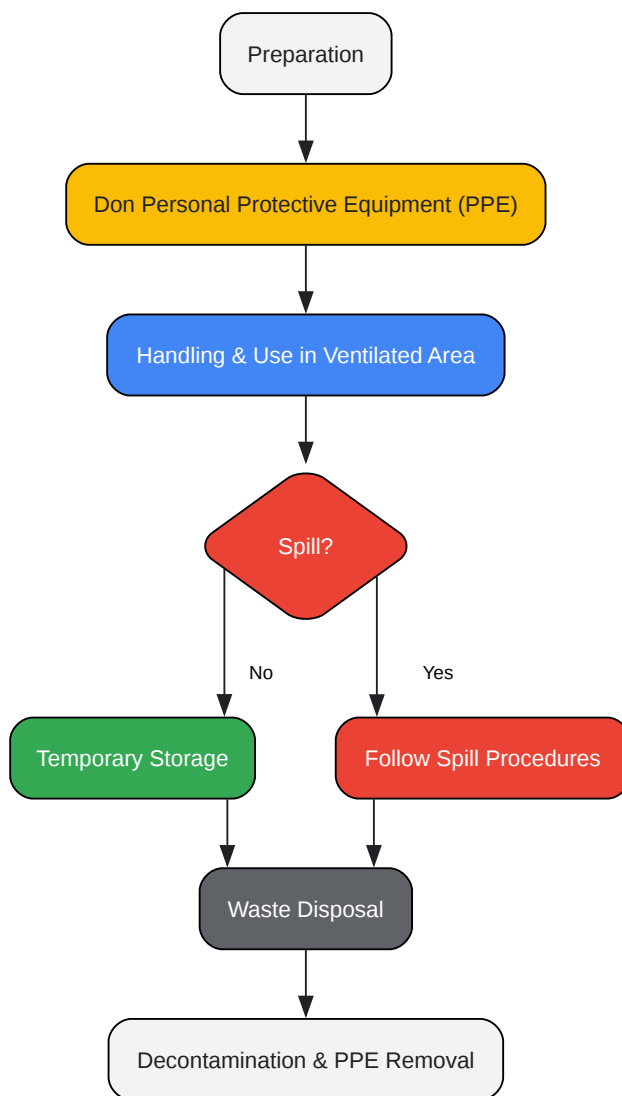 Preparation
Don Personal Protective Equipment (PPE)
Handling & Use in Ventilated Area
Spill?
No
Yes
Temporary Storage
Follow Spill Procedures
Waste Disposal
Decontamination & PPE Removal